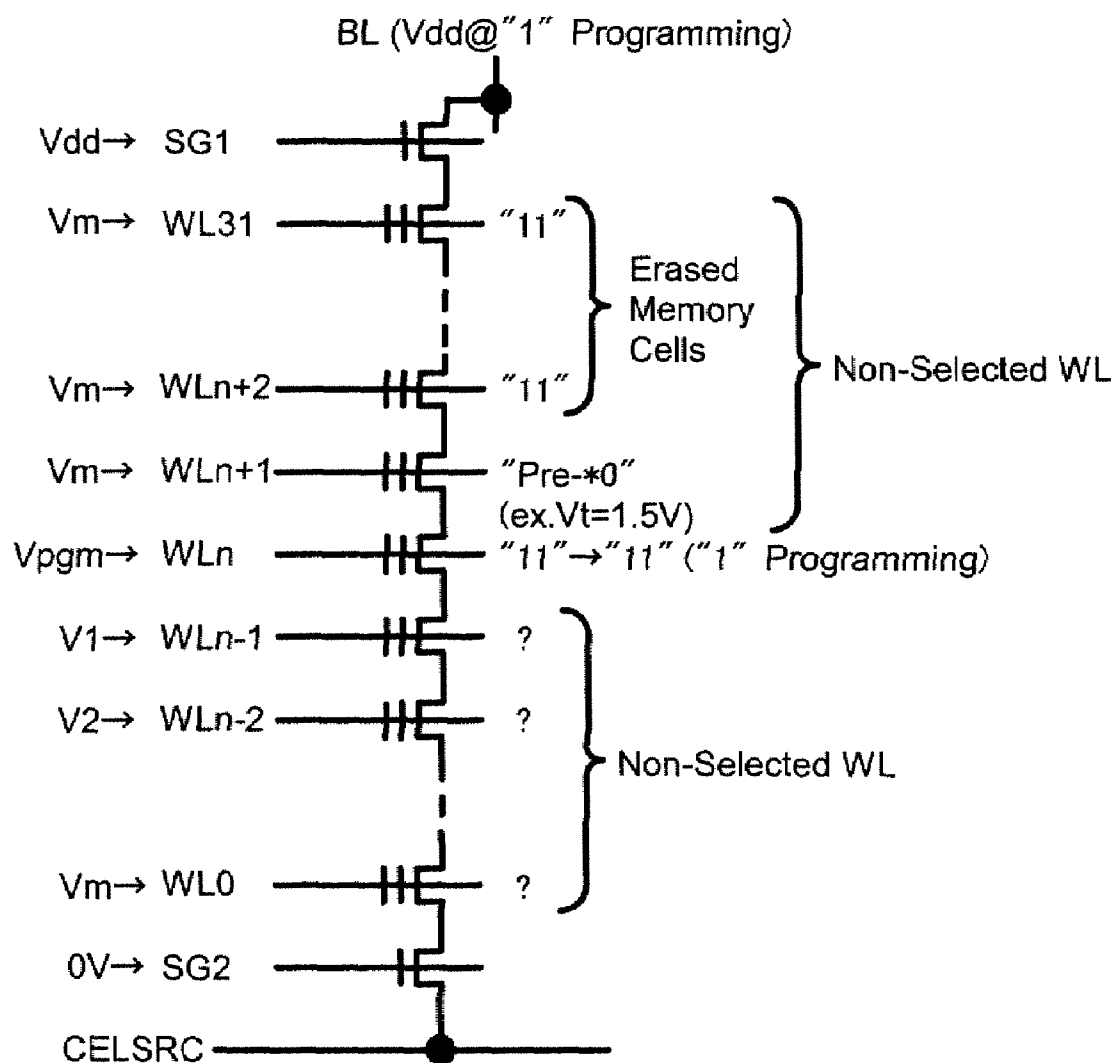 BL (Vdd@"1" Programming)
Vdd→ SG1
Vm→ WL31 "11"
Erased
Memory
Cells
Non-Selected WL
Vm→ WLn+2 "11"
Vm→ WLn+1 "Pre-*0"
(ex.Vt=1.5V)
Vpgm→ WLn "11"→"11" ("1" Programming)
V1→ WLn-1 ?
V2→ WLn-2 ?
Non-Selected WL
Vm→ WL0 ?
0V→ SG2
CELSRC